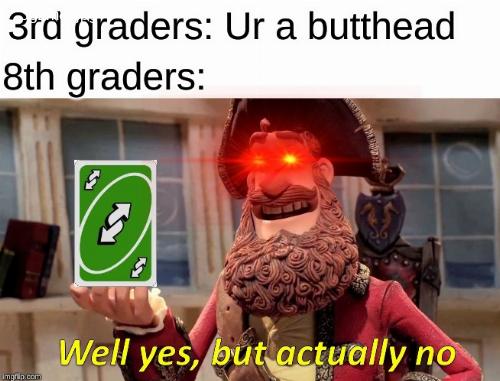 3rd graders: Ur a butthead
8th graders:
Well yes, but actually no
imgflip.com